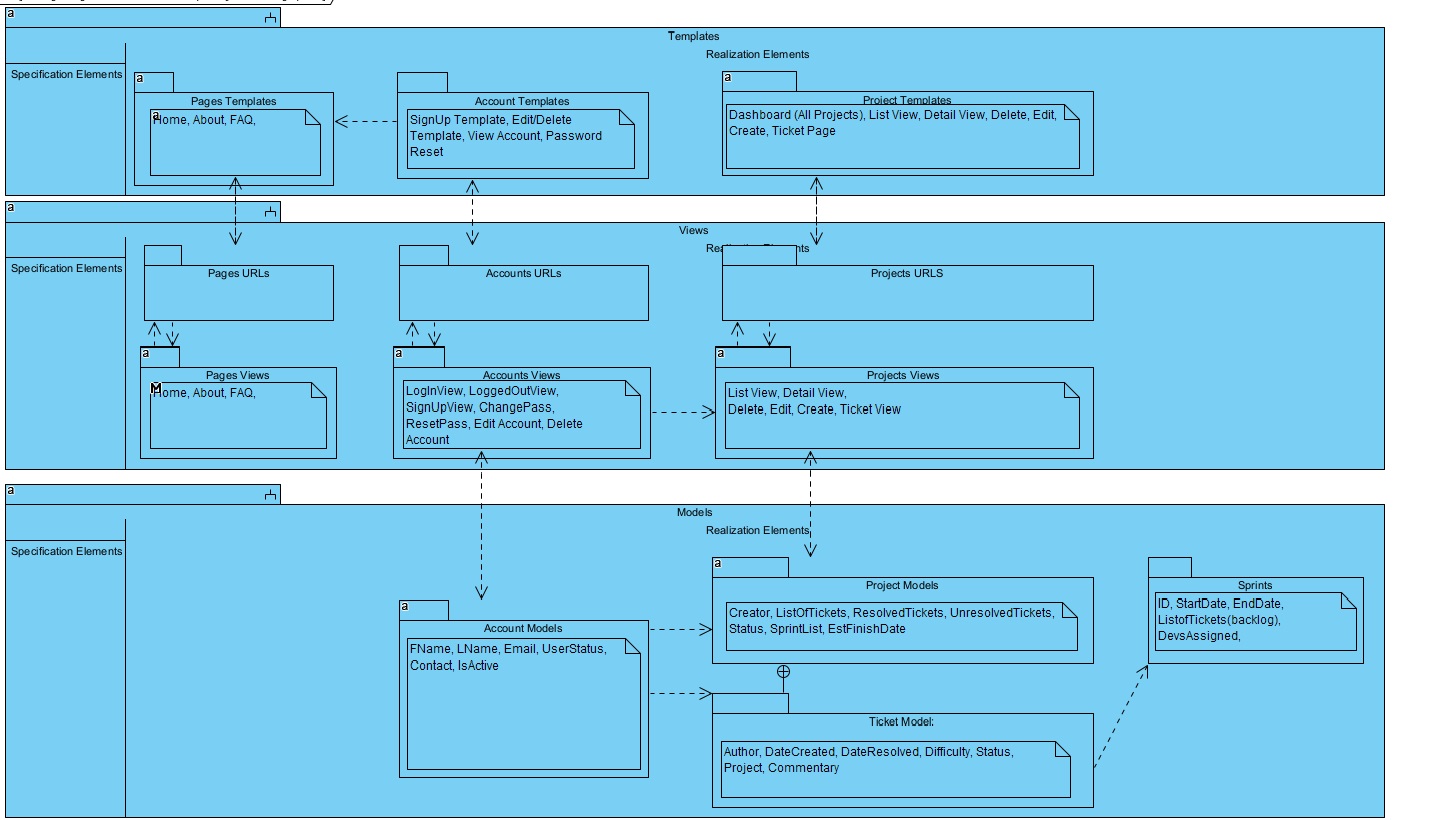 a
Templates
Realization Elements
Specification Elements
a
Pages Templates
a
Home, About, FAQ,
Account Templates
SignUp Template, Edit/Delete
Template, View Account, Password
Reset
a
Project Templates
Dashboard (All Projects), List View, Detail View, Delete, Edit,
Create, Ticket Page
a
Views
Realization Elements
Specification Elements
Pages URLs
Accounts URLs
Projects URLS
a
Pages Views
M
Home, About, FAQ,
a
Accounts Views
LogInView, LoggedOutView,
SignUpView, ChangePass,
ResetPass, Edit Account, Delete
Account
a
Projects Views
List View, Detail View,
Delete, Edit, Create, Ticket View
a
Models
Realization Elements
Specification Elements
a
Account Models
FName, LName, Email, UserStatus,
Contact, IsActive
a
Project Models
Creator, ListOfTickets, ResolvedTickets, UnresolvedTickets,
Status, SprintList, EstFinishDate
Sprints
ID, StartDate, EndDate,
ListofTickets(backlog),
DevsAssigned,
Ticket Model:
Author, DateCreated, DateResolved, Difficulty, Status,
Project, Commentary